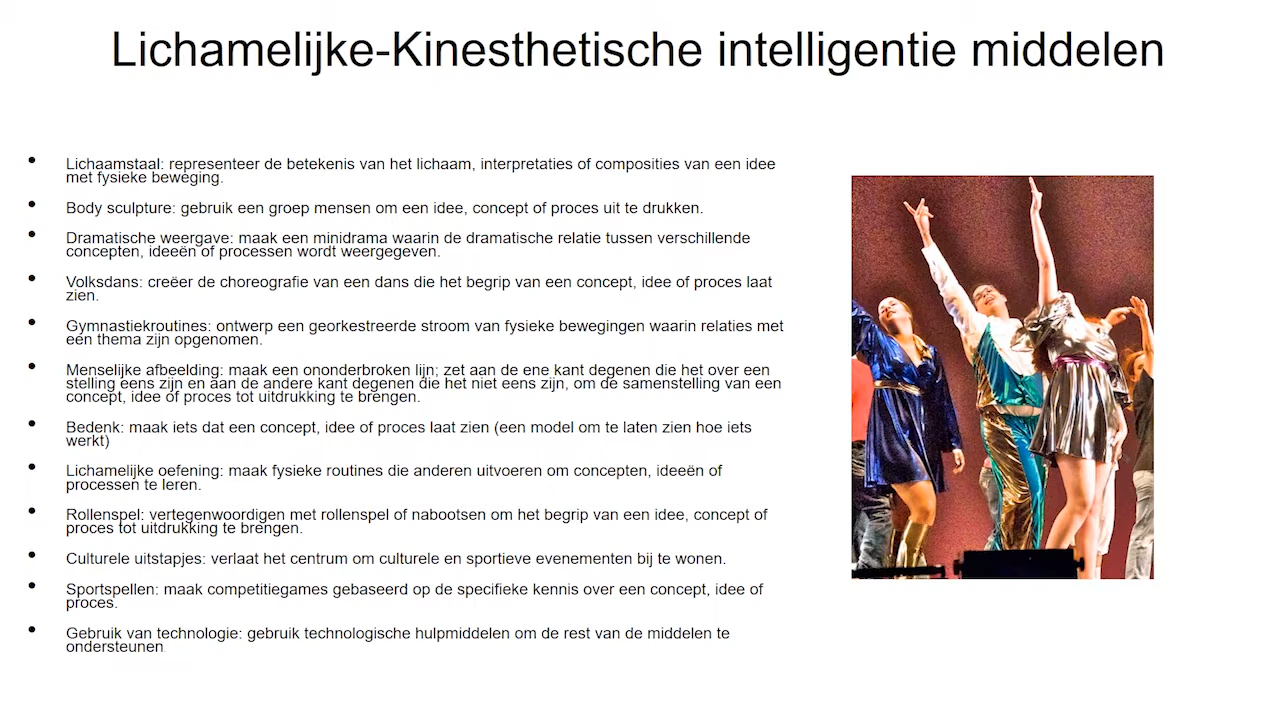 Lichamelijke-Kinesthetische intelligentie middelen
• Lichaamstaal: representeer de betekenis van het lichaam, interpretaties of composities van een idee
met fysieke beweging.
• Body sculpture: gebruik een groep mensen om een idee, concept of proces uit te drukken.
• Dramatische weergave: maak een minidrama waarin de dramatische relatie tussen verschillende
concepten, ideeën of processen wordt weergegeven.
• Volksdans: creëer de choreografie van een dans die het begrip van een concept, idee of proces laat
zien.
• Gymnastiekroutines: ontwerp een georkestreerde stroom van fysieke bewegingen waarin relaties met
een thema zijn opgenomen.
• Menselijke afbeelding: maak een ononderbroken lijn; zet aan de ene kant degenen die het over een
stelling eens zijn en aan de andere kant degenen die het niet eens zijn, om de samenstelling van een
concept, idee of proces tot uitdrukking te brengen.
• Bedenk: maak iets dat een concept, idee of proces laat zien (een model om te laten zien hoe iets
werkt)
• Lichamelijke oefening: maak fysieke routines die anderen uitvoeren om concepten, ideeën of
processen te leren.
• Rollenspel: vertegenwoordigen met rollenspel of nabootsen om het begrip van een idee, concept of
proces tot uitdrukking te brengen.
• Culturele uitstapjes: verlaat het centrum om culturele en sportieve evenementen bij te wonen.
• Sportspellen: maak competitiegames gebaseerd op de specifieke kennis over een concept, idee of
proces.
• Gebruik van technologie: gebruik technologische hulpmiddelen om de rest van de middelen te
ondersteunen